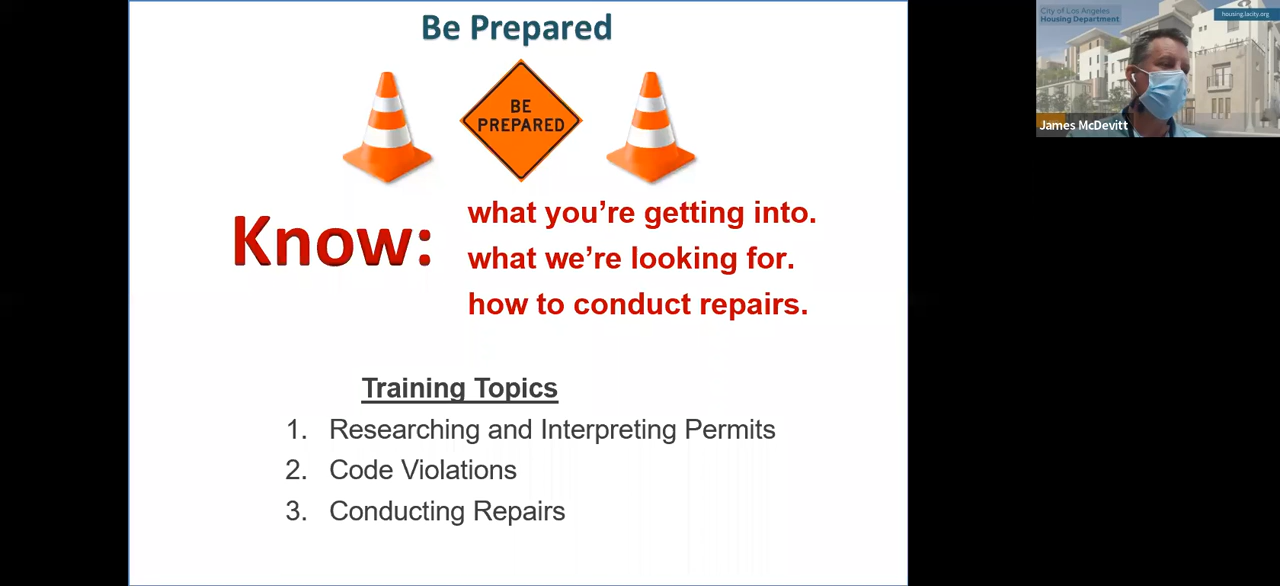 Be Prepared
BE
PREPARED
Know:
what you’re getting into.
what we’re looking for.
how to conduct repairs.
Training Topics
1. Researching and Interpreting Permits
2. Code Violations
3. Conducting Repairs
City of Los Angeles
Housing Department
housing.lacity.org
James McDevitt